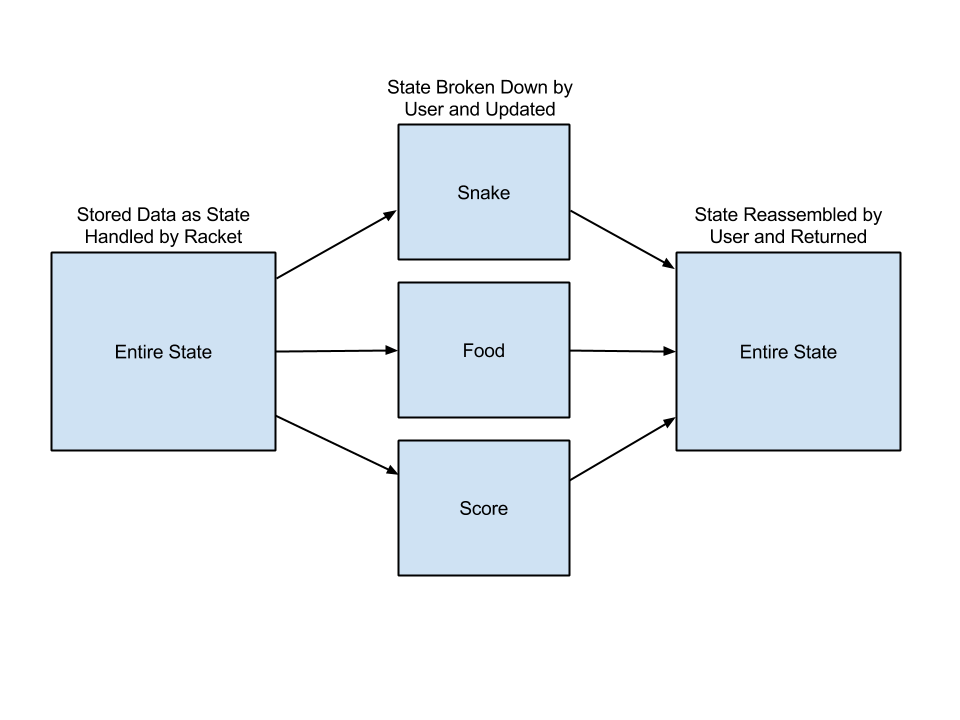 State Broken Down by
User and Updated
Snake
Stored Data as State
Handled by Racket
State Reassembled by
User and Returned
Entire State
Food
Entire State
Score